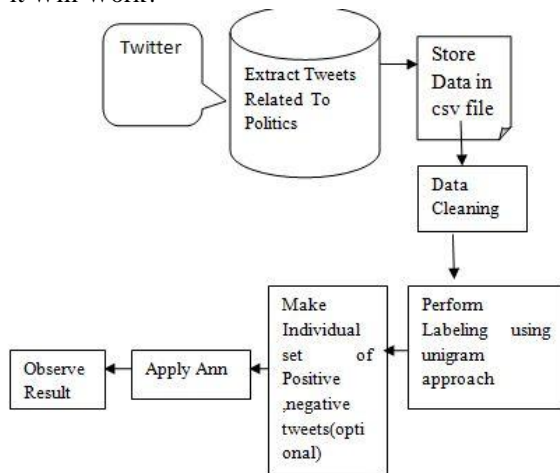 it will work:
Twitter
Extract Tweets
Related To
Politics
Store
Data in
csv file
Data
Cleaning
Perform
Labeling using
unigram
approach
Make
Individual
set of
Positive
,negative
tweets(opti
onal)
Apply Ann
Observe
Result